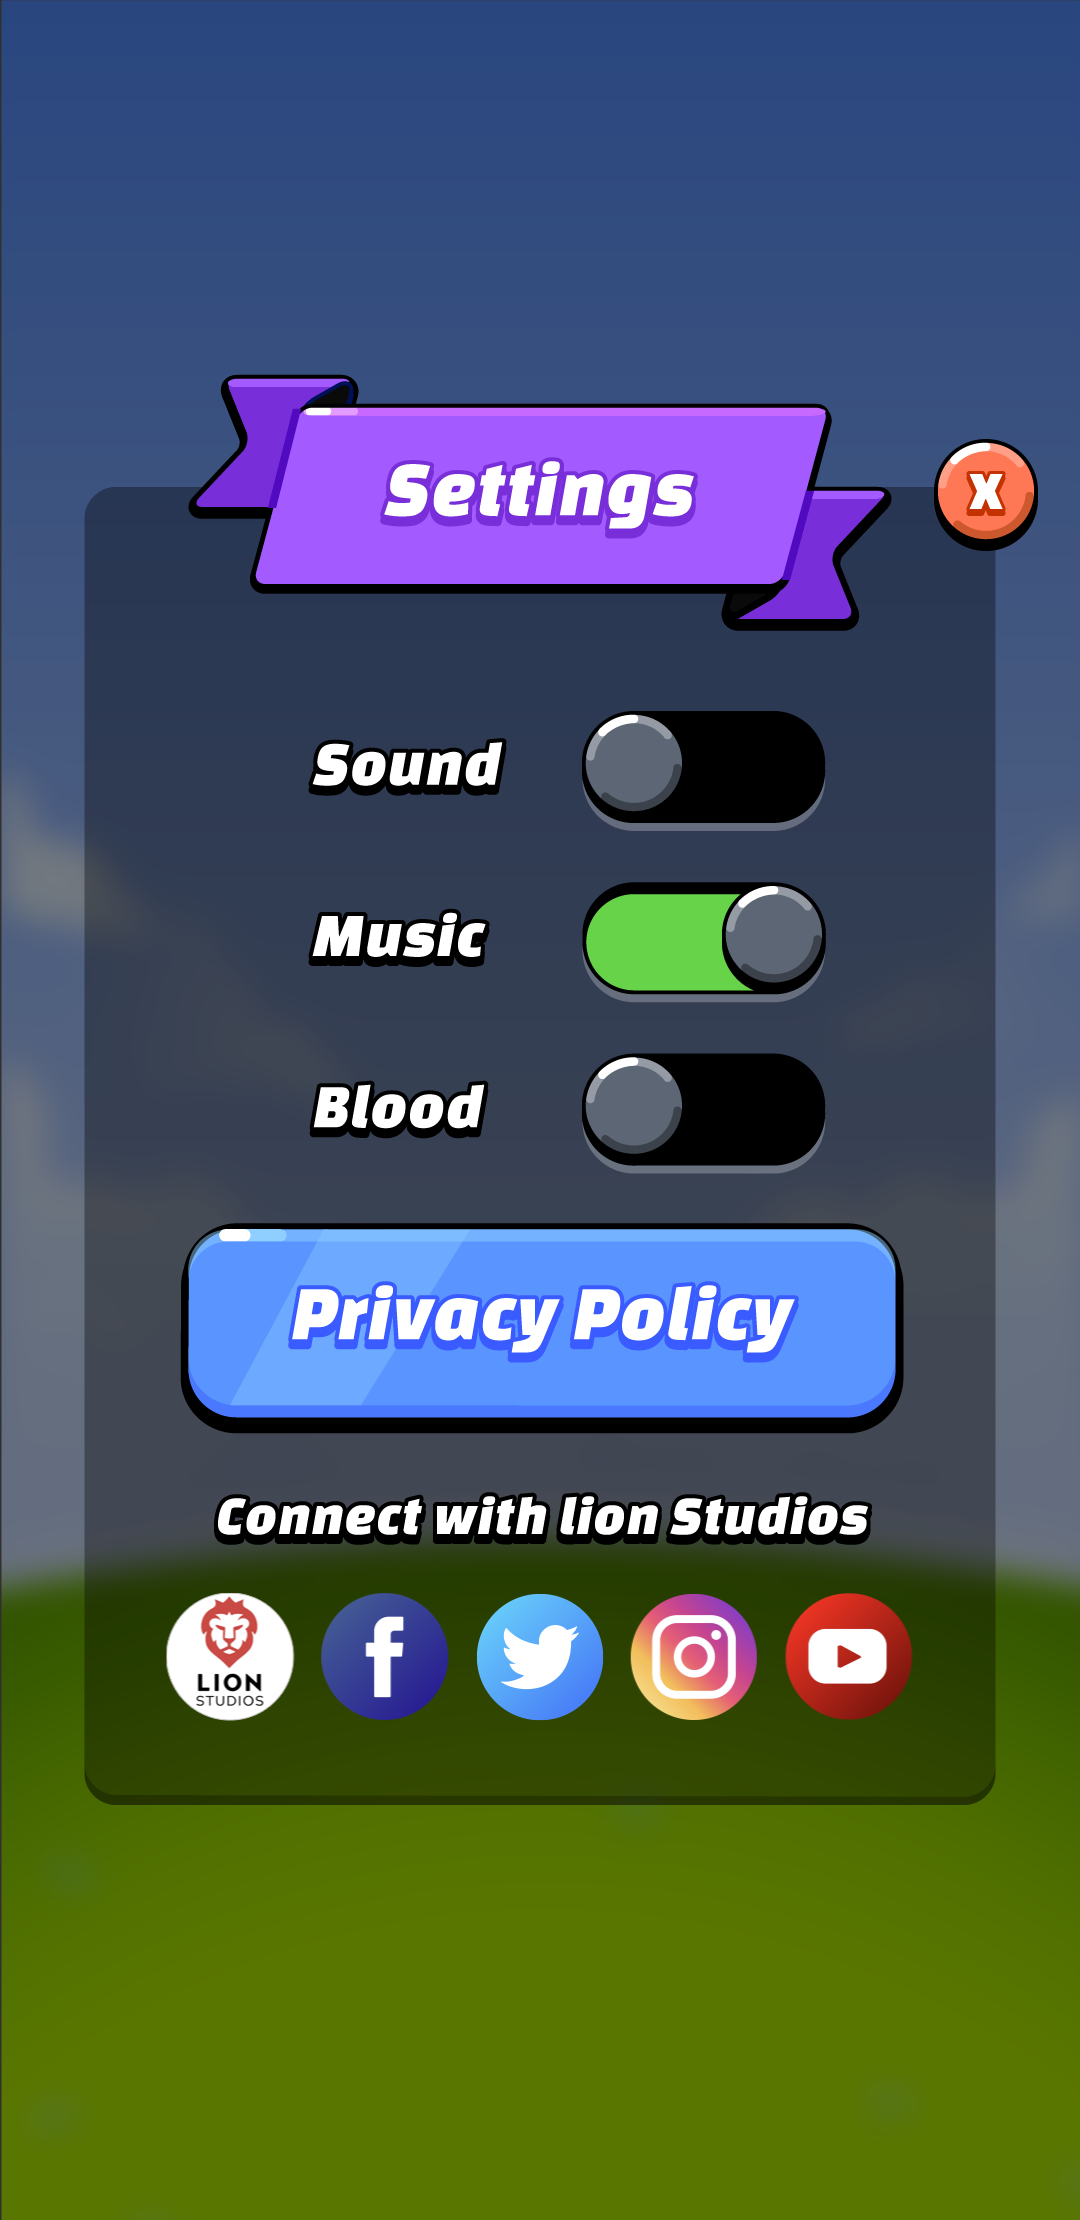 Settings
X
Sound
Music
Blood
Privacy Policy
Connect with lion Studios
LION
STUDIOS